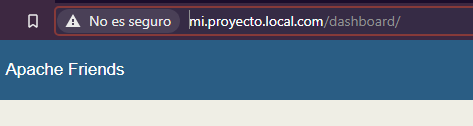 No es seguro mi.proyecto.local.com/dashboard/
Apache Friends